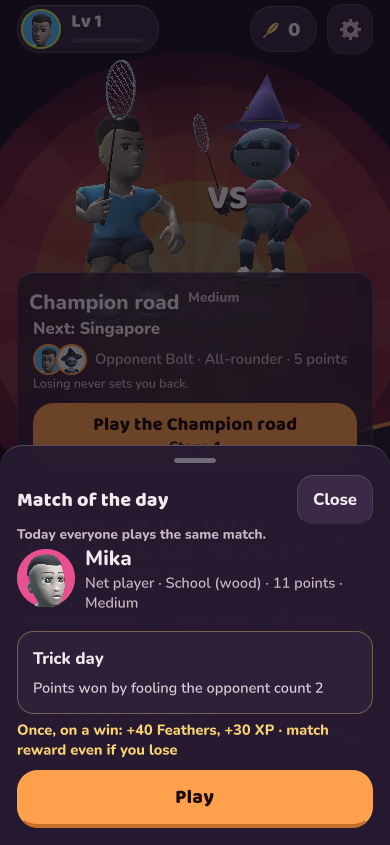 Lv 1
0
VS
Champion road Medium
Next: Singapore
Opponent Bolt · All-rounder · 5 points
Losing never sets you back.
Play the Champion road
Stage 1
Match of the day
Close
Today everyone plays the same match.
Mika
Net player · School (wood) · 11 points ·
Medium
Trick day
Points won by fooling the opponent count 2
Once, on a win: +40 Feathers, +30 XP · match
reward even if you lose
Play